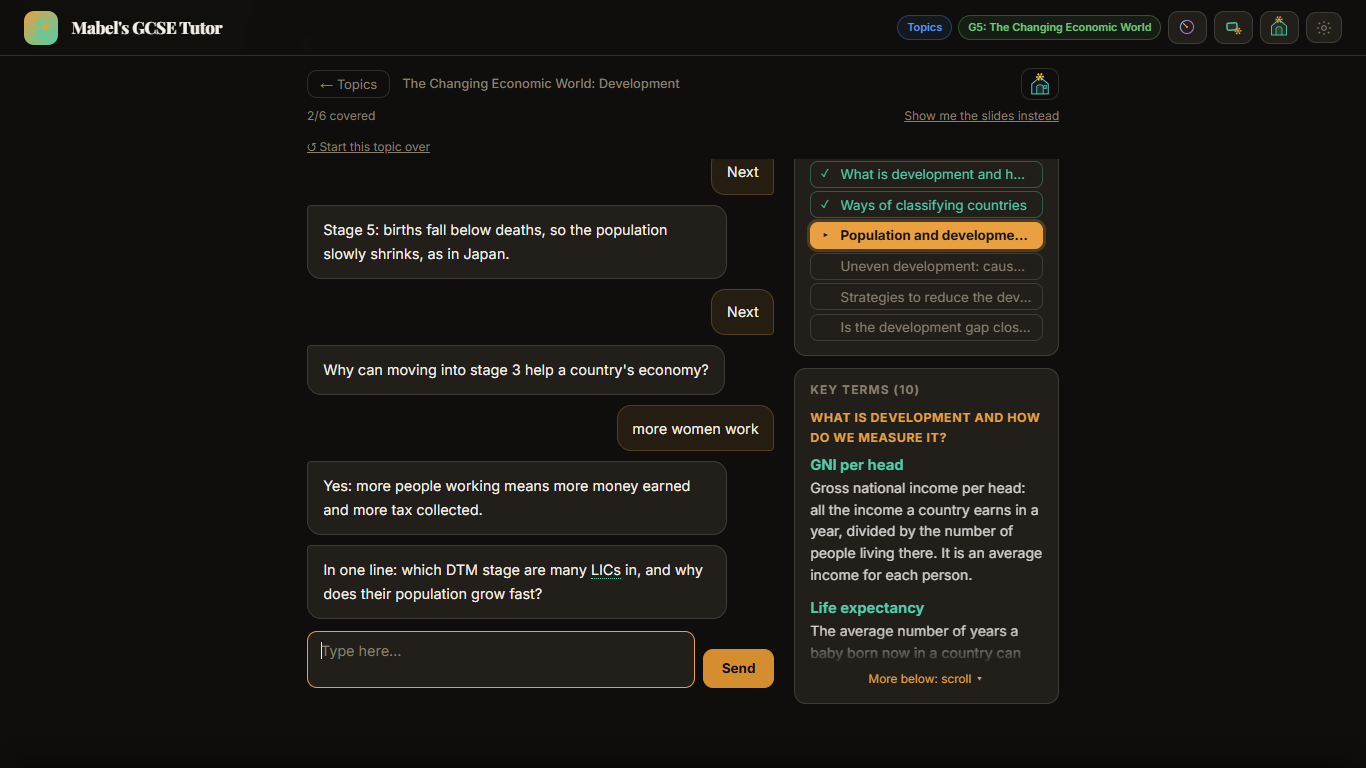 Mabel's GCSE Tutor
Topics
G5: The Changing Economic World
← Topics
The Changing Economic World: Development
2/6 covered
Show me the slides instead
↺ Start this topic over
Next
Stage 5: births fall below deaths, so the population
slowly shrinks, as in Japan.
Next
Why can moving into stage 3 help a country's economy?
more women work
Yes: more people working means more money earned
and more tax collected.
In one line: which DTM stage are many LICs in, and why
does their population grow fast?
Type here...
Send
✓ What is development and h...
✓ Ways of classifying countries
▸ Population and developme...
Uneven development: caus...
Strategies to reduce the dev...
Is the development gap clos...
KEY TERMS (10)
WHAT IS DEVELOPMENT AND HOW
DO WE MEASURE IT?
GNI per head
Gross national income per head:
all the income a country earns in a
year, divided by the number of
people living there. It is an average
income for each person.
Life expectancy
The average number of years a
baby born now in a country can
More below: scroll ▾